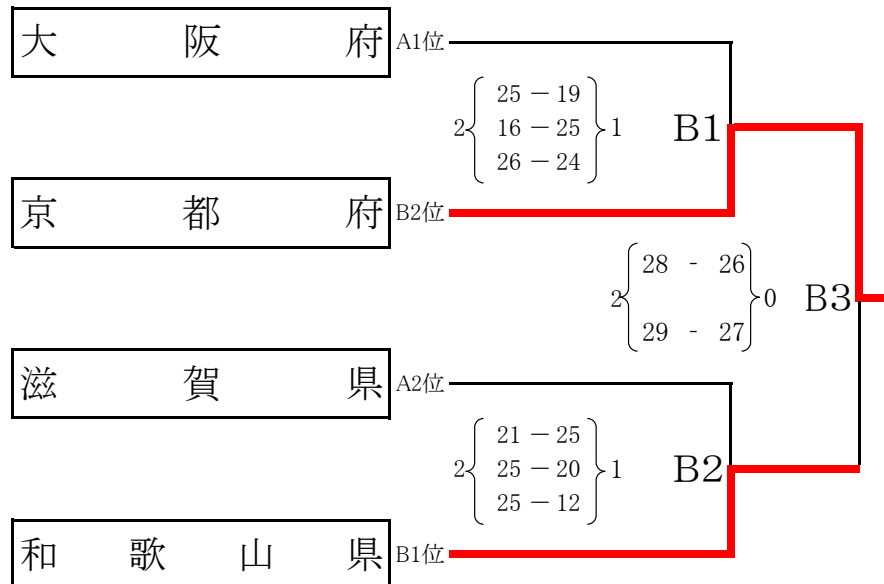 大阪府 A1位
25 － 19
2 16 － 25 1 B1
26 － 24
京都府 B2位
28 - 26
2 0 B3
29 - 27
滋賀県 A2位
21 － 25
2 25 － 20 1 B2
25 － 12
和歌山県 B1位